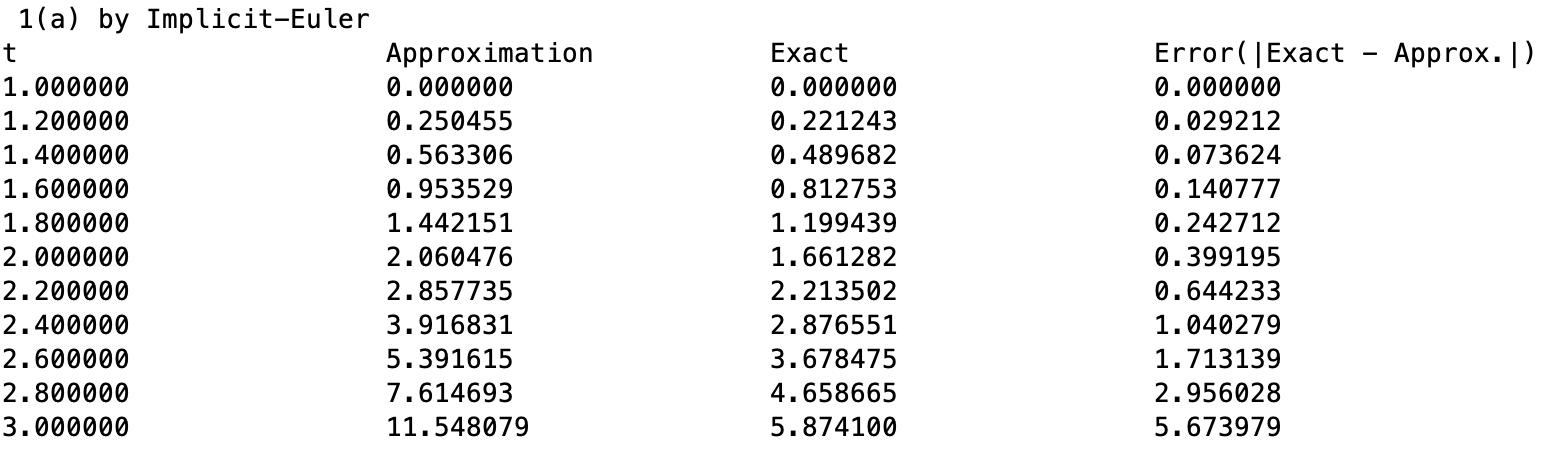 1(a) by Implicit-Euler
t Approximation Exact Error(|Exact - Approx.|)
1.000000 0.000000 0.000000 0.000000
1.200000 0.250455 0.221243 0.029212
1.400000 0.563306 0.489682 0.073624
1.600000 0.953529 0.812753 0.140777
1.800000 1.442151 1.199439 0.242712
2.000000 2.060476 1.661282 0.399195
2.200000 2.857735 2.213502 0.644233
2.400000 3.916831 2.876551 1.040279
2.600000 5.391615 3.678475 1.713139
2.800000 7.614693 4.658665 2.956028
3.000000 11.548079 5.874100 5.673979